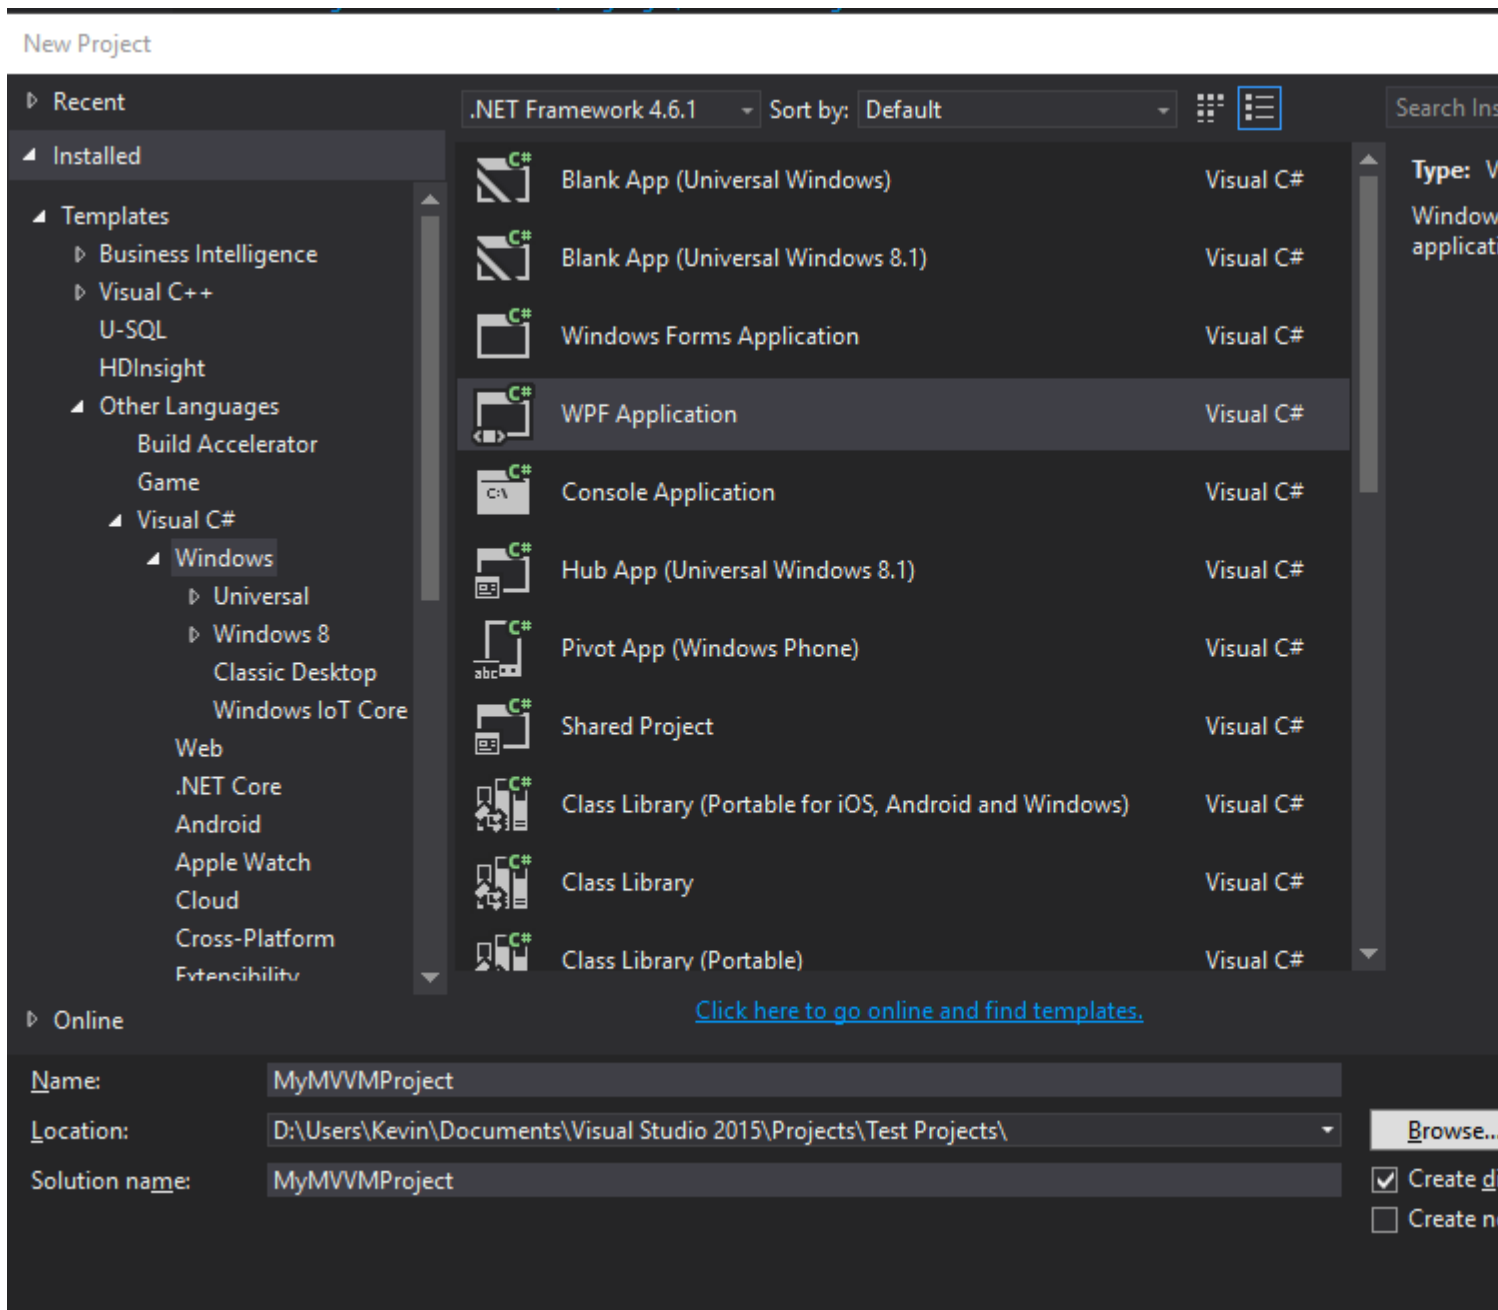 New Project
Recent
.NET Framework 4.6.1
Sort by: Default
Search
Installed
Templates
Business Intelligence
Visual C++
U-SQL
HDInsight
Other Languages
Build Accelerator
Game
Visual C#
Windows
Universal
Windows 8
Classic Desktop
Windows IoT Core
Web
.NET Core
Android
Apple Watch
Cloud
Cross-Platform
Extensibility
Online
C# Blank App (Universal Windows) Visual C#
C# Blank App (Universal Windows 8.1) Visual C#
C# Windows Forms Application Visual C#
C# WPF Application Visual C#
C# C:\ Console Application Visual C#
C# Hub App (Universal Windows 8.1) Visual C#
C# abc Pivot App (Windows Phone) Visual C#
C# Shared Project Visual C#
C# Class Library (Portable for iOS, Android and Windows) Visual C#
C# Class Library Visual C#
C# Class Library (Portable) Visual C#
Click here to go online and find templates.
Type:
Name: MyMVVMProject
Location: D:\Users\Kevin\Documents\Visual Studio 2015\Projects\Test Projects\
Browse...
Solution name: MyMVVMProject
Create
Create